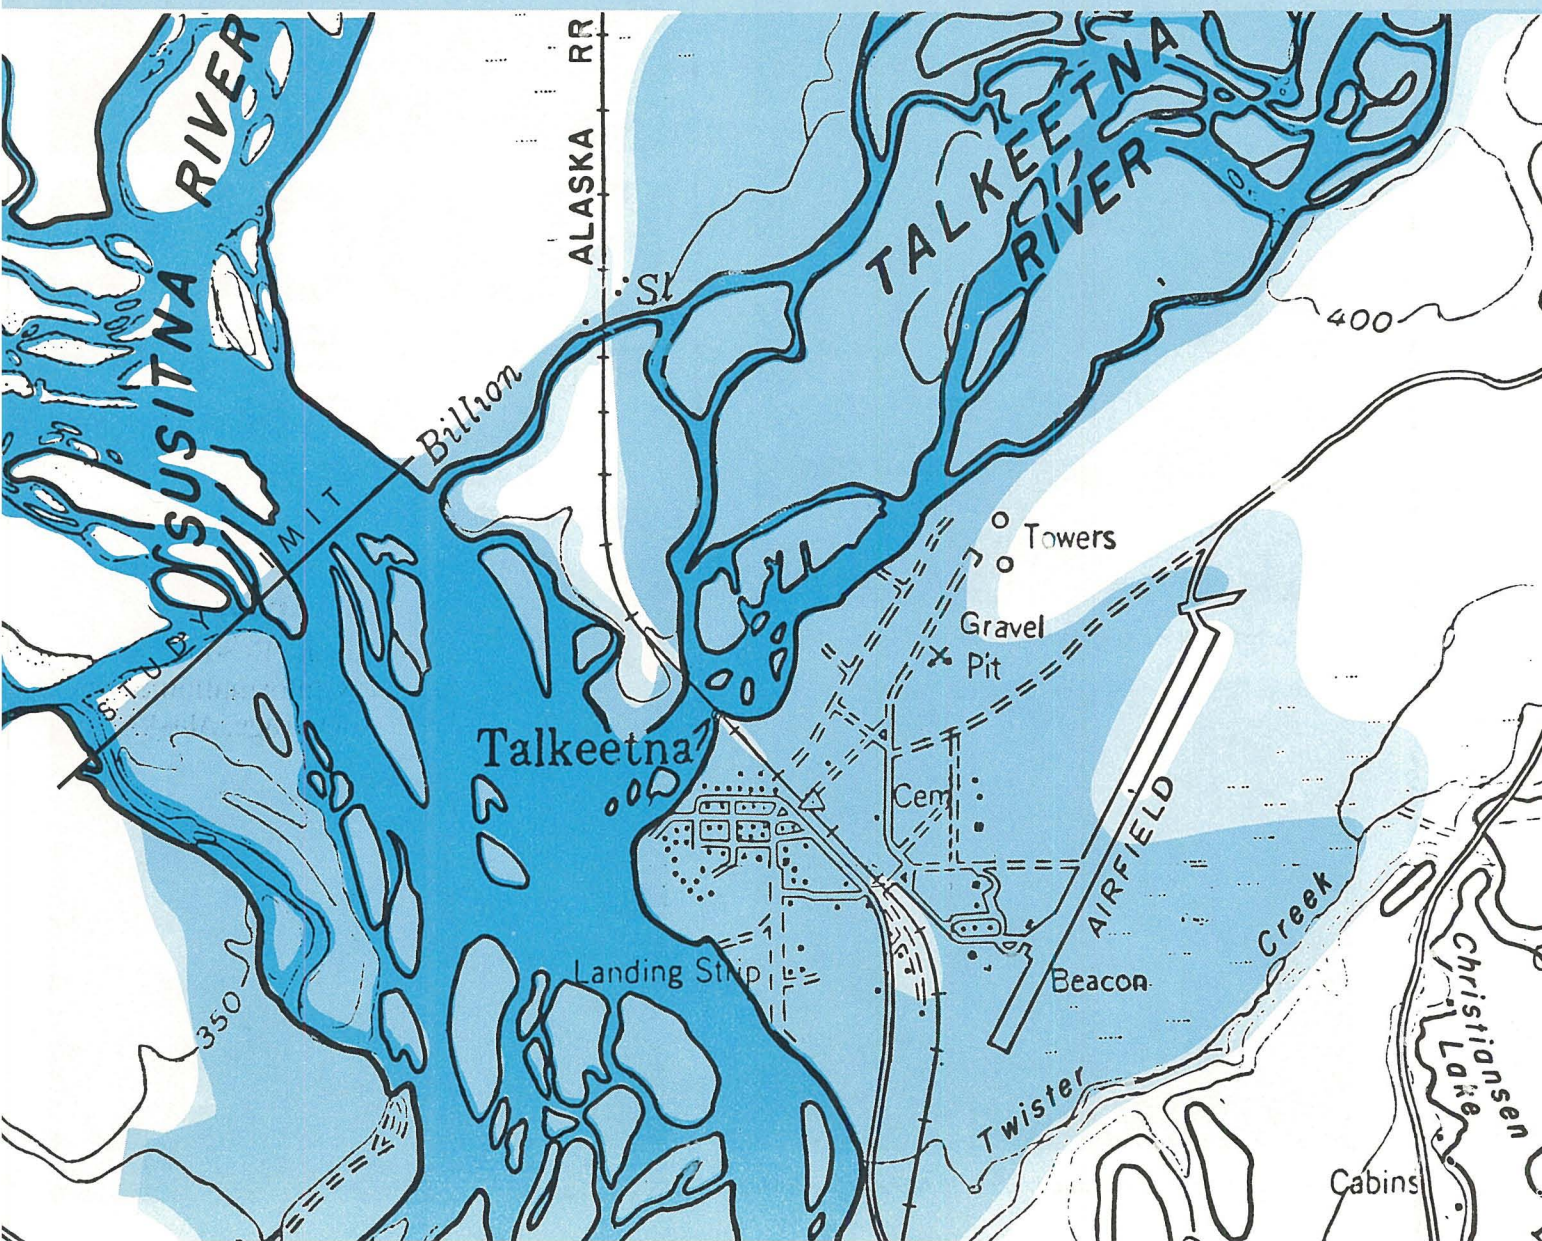 SUSITNA RIVER
ALASKA RR
TALKEETNA
RIVER
Sl
400
Billion
STUDY
MIT
Towers
Gravel
Pit
Talkeetna
Cem
AIRFIELD
Landing Strip
Beacon
Creek
Twister
350
Christiansen
Lake
Cabins